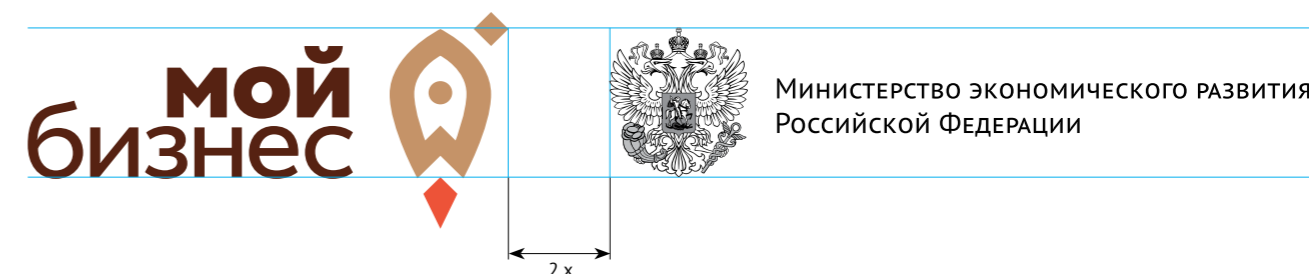 мой
бизнес
Министерство экономического развития
Российской Федерации
2 x